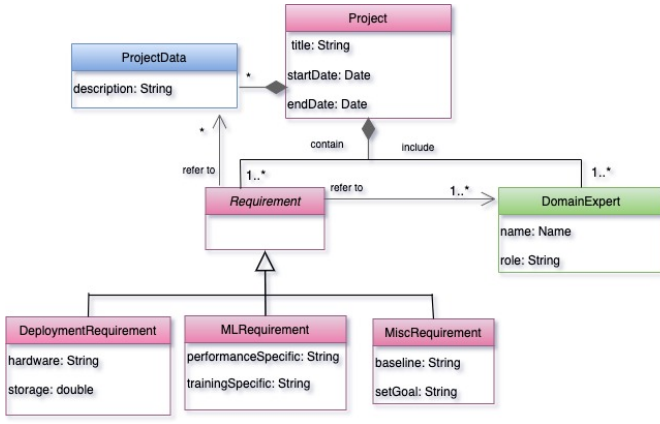 Project
title: String
startDate: Date
endDate: Date
ProjectData
description: String
*
*
contain
include
refer to
1..*
1..*
Requirement
refer to
1..*
DomainExpert
name: Name
role: String
DeploymentRequirement
hardware: String
storage: double
MLRequirement
performanceSpecific: String
trainingSpecific: String
MiscRequirement
baseline: String
setGoal: String